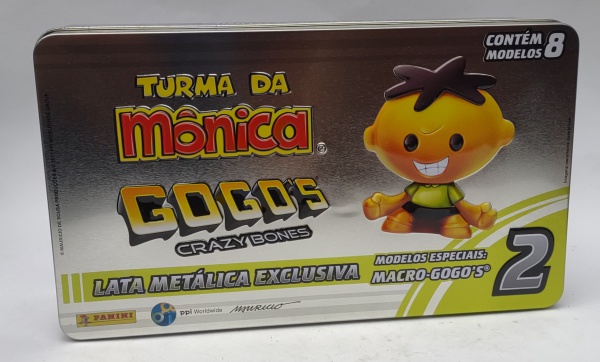 CONTÉM 8
MODELOS
TURMA DA
MÔNICA®
GOGO'S
CRAZY BONES
LATA METÁLICA EXCLUSIVA
MODELOS ESPECIAIS:
MACRO-GOGO'S®
2
PANINI
ppi Worldwide
MAURICIO